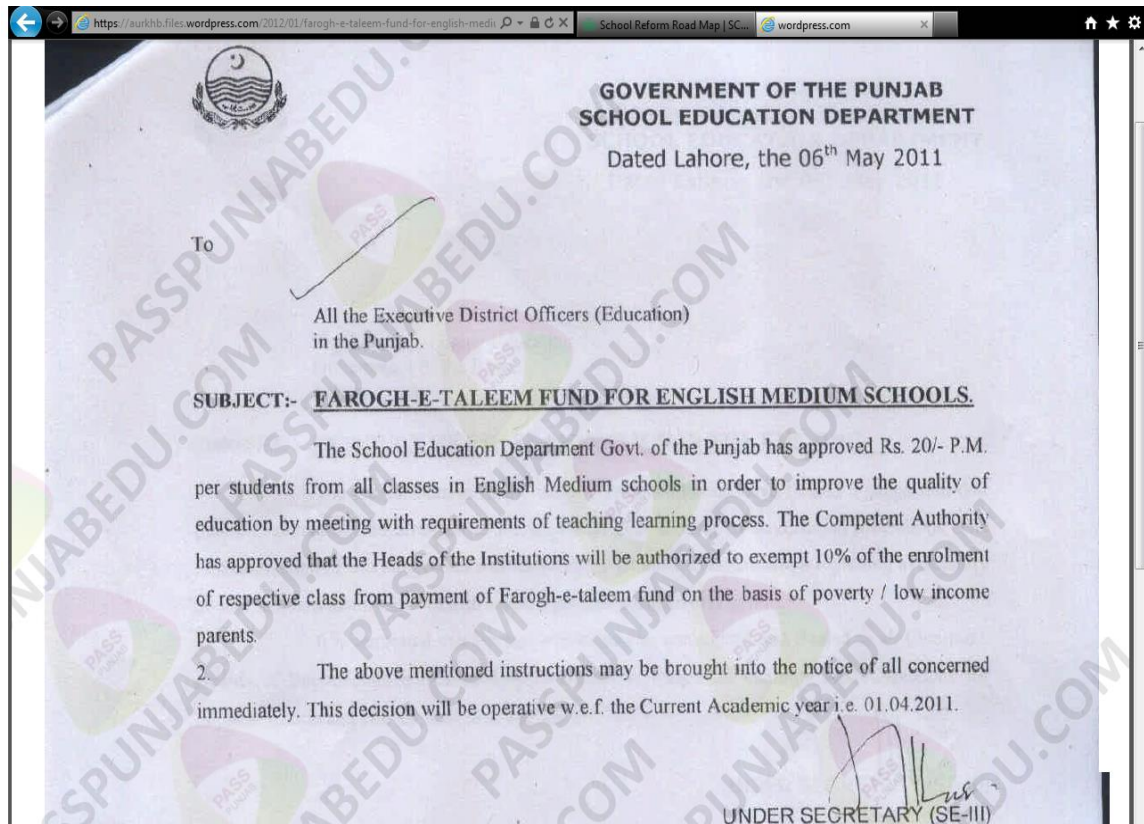 https://aurkhb.files.wordpress.com/2012/01/farogh-e-taleem-fund-for-english-mediu
School Reform Road Map | SC...
wordpress.com
GOVERNMENT OF THE PUNJAB
SCHOOL EDUCATION DEPARTMENT
Dated Lahore, the 06th May 2011
To
All the Executive District Officers (Education)
in the Punjab.
SUBJECT:- FAROGH-E-TALEEM FUND FOR ENGLISH MEDIUM SCHOOLS.
The School Education Department Govt. of the Punjab has approved Rs. 20/- P.M.
per students from all classes in English Medium schools in order to improve the quality of
education by meeting with requirements of teaching learning process. The Competent Authority
has approved that the Heads of the Institutions will be authorized to exempt 10% of the enrolment
of respective class from payment of Farogh-e-taleem fund on the basis of poverty / low income
parents.
2. The above mentioned instructions may be brought into the notice of all concerned
immediately. This decision will be operative w.e.f. the Current Academic year i.e. 01.04.2011.
UNDER SECRETARY (SE-III)
PASSPUNJABEDU.COM
PASS PUNJAB